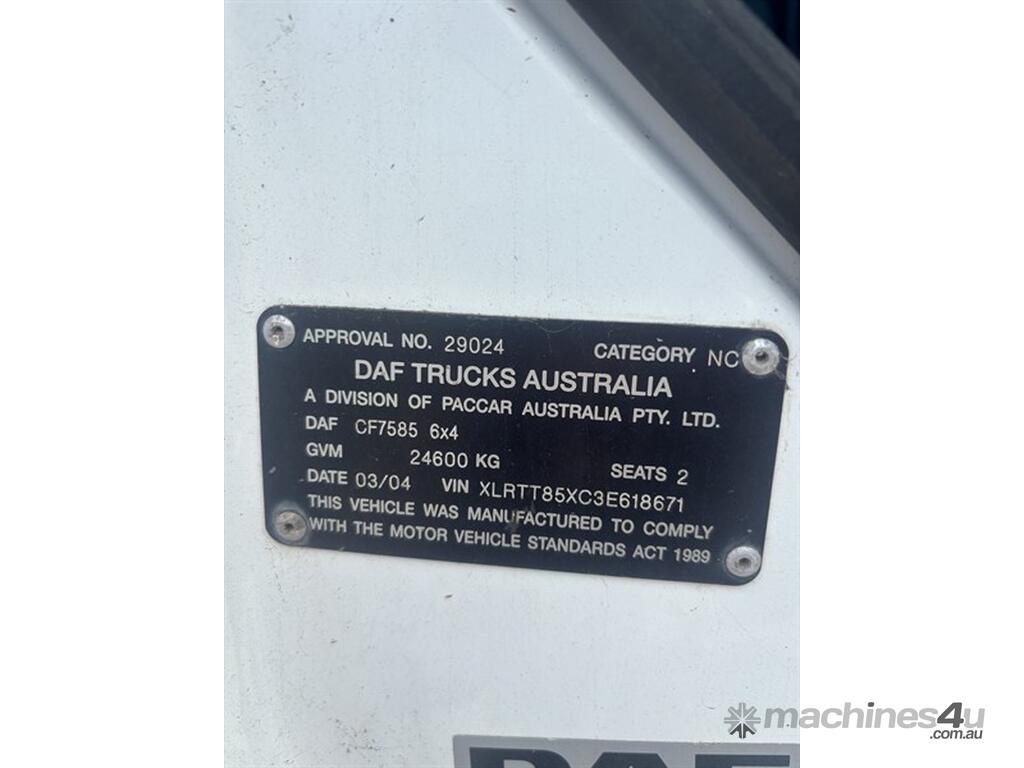 APPROVAL NO. 29024 CATEGORY NC
DAF TRUCKS AUSTRALIA
A DIVISION OF PACCAR AUSTRALIA PTY. LTD.
DAF CF7585 6x4
GVM 24600 KG SEATS 2
DATE 03/04 VIN XLRTT85XC3E618671
THIS VEHICLE WAS MANUFACTURED TO COMPLY
WITH THE MOTOR VEHICLE STANDARDS ACT 1989
machines4u
.com.au
DAF